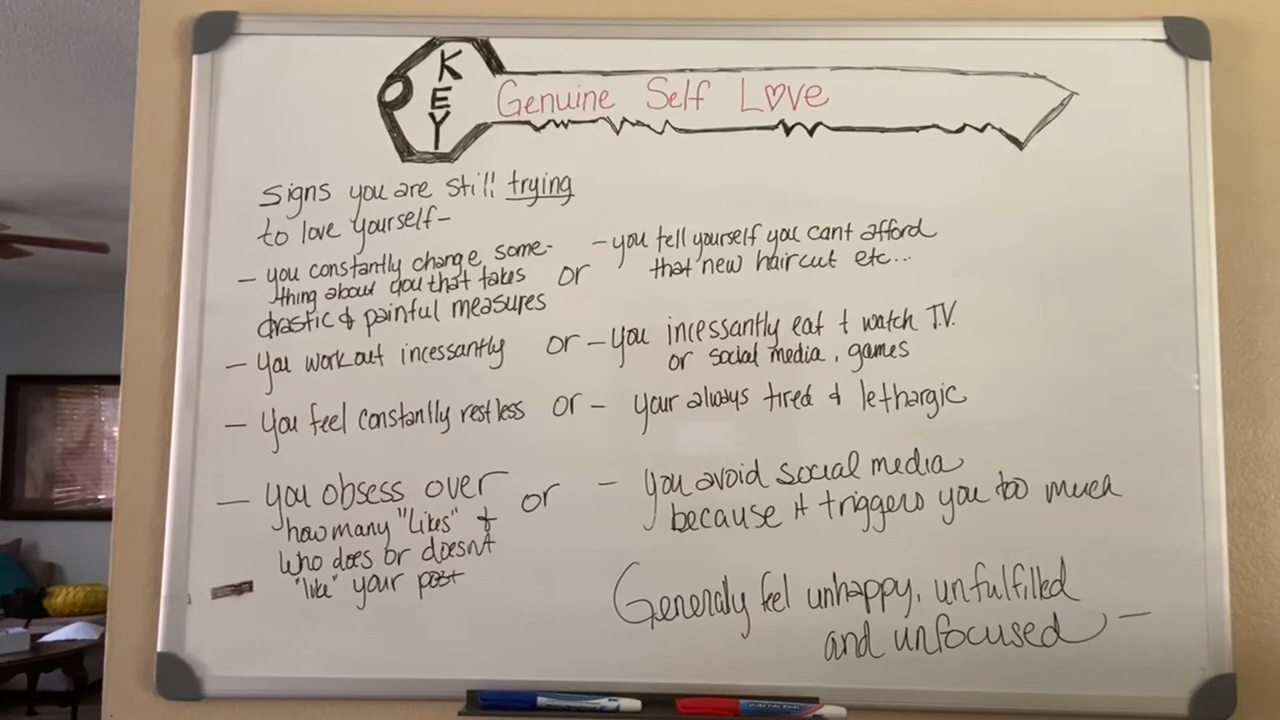 KEY
Genuine Self Love
Signs you are still trying
to love yourself-
- you constantly change some-
thing about you that takes
drastic & painful measures
or
- you tell yourself you cant afford
that new haircut etc...
- you work out incessantly
or
- you incessantly eat + watch T.V.
or social media, games
- you feel constantly restless
or
- your always tired & lethargic
- you obsess over
how many "likes" &
who does or doesnt
"like" your post
or
- you avoid social media
because it triggers you too much
Generally feel unhappy, unfulfilled
and unfocused -